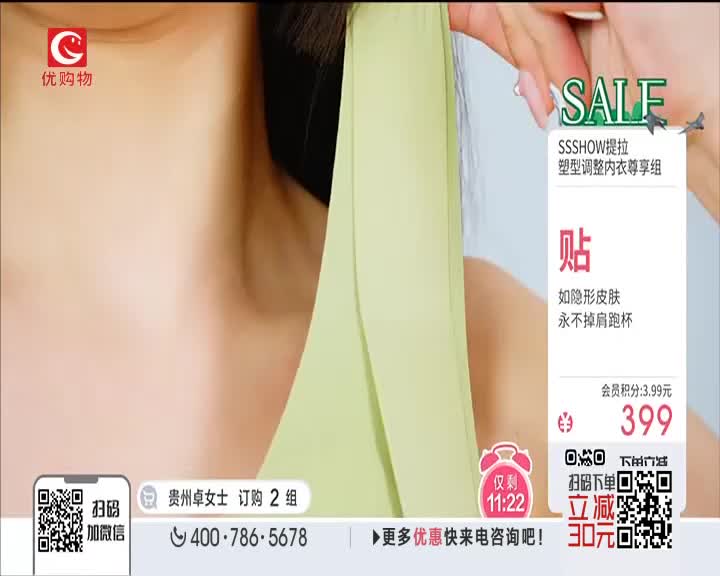 优购物
SALE
SSSHOW提拉
塑型调整内衣尊享组
贴
如隐形皮肤
永不掉肩跑杯
会员积分:3.99元
399
下单立减
扫码下单
立减
30元
仅剩
11:22
扫码
加微信
贵州卓女士 订购 2 组
400·786·5678
更多优惠快来电咨询吧!